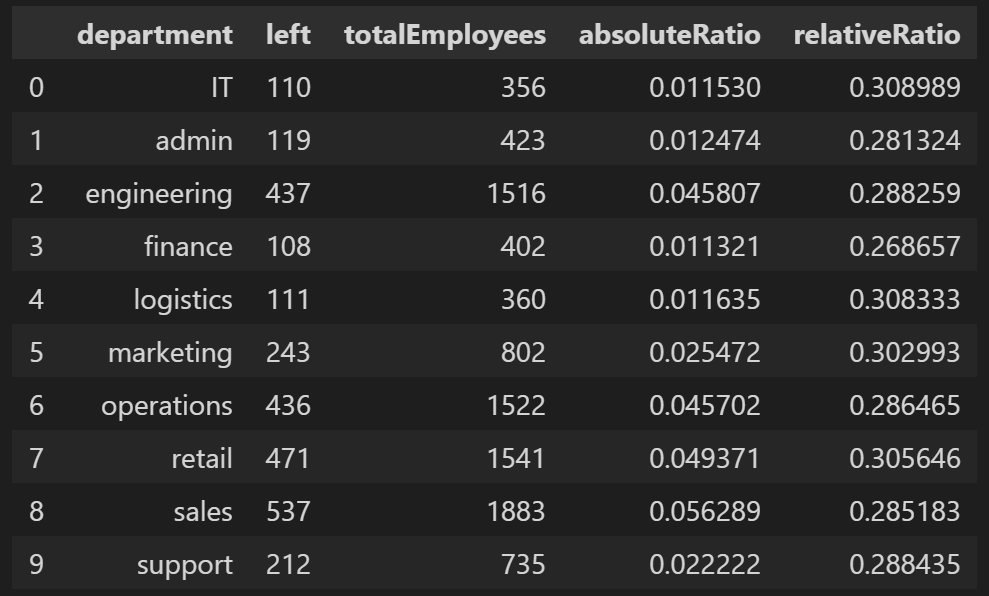 department left totalEmployees absoluteRatio relativeRatio
0 IT 110 356 0.011530 0.308989
1 admin 119 423 0.012474 0.281324
2 engineering 437 1516 0.045807 0.288259
3 finance 108 402 0.011321 0.268657
4 logistics 111 360 0.011635 0.308333
5 marketing 243 802 0.025472 0.302993
6 operations 436 1522 0.045702 0.286465
7 retail 471 1541 0.049371 0.305646
8 sales 537 1883 0.056289 0.285183
9 support 212 735 0.022222 0.288435